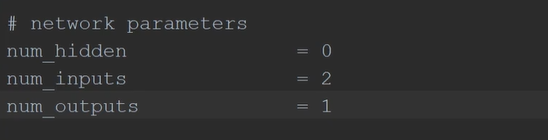 # network parameters
num_hidden = 0
num_inputs = 2
num_outputs = 1